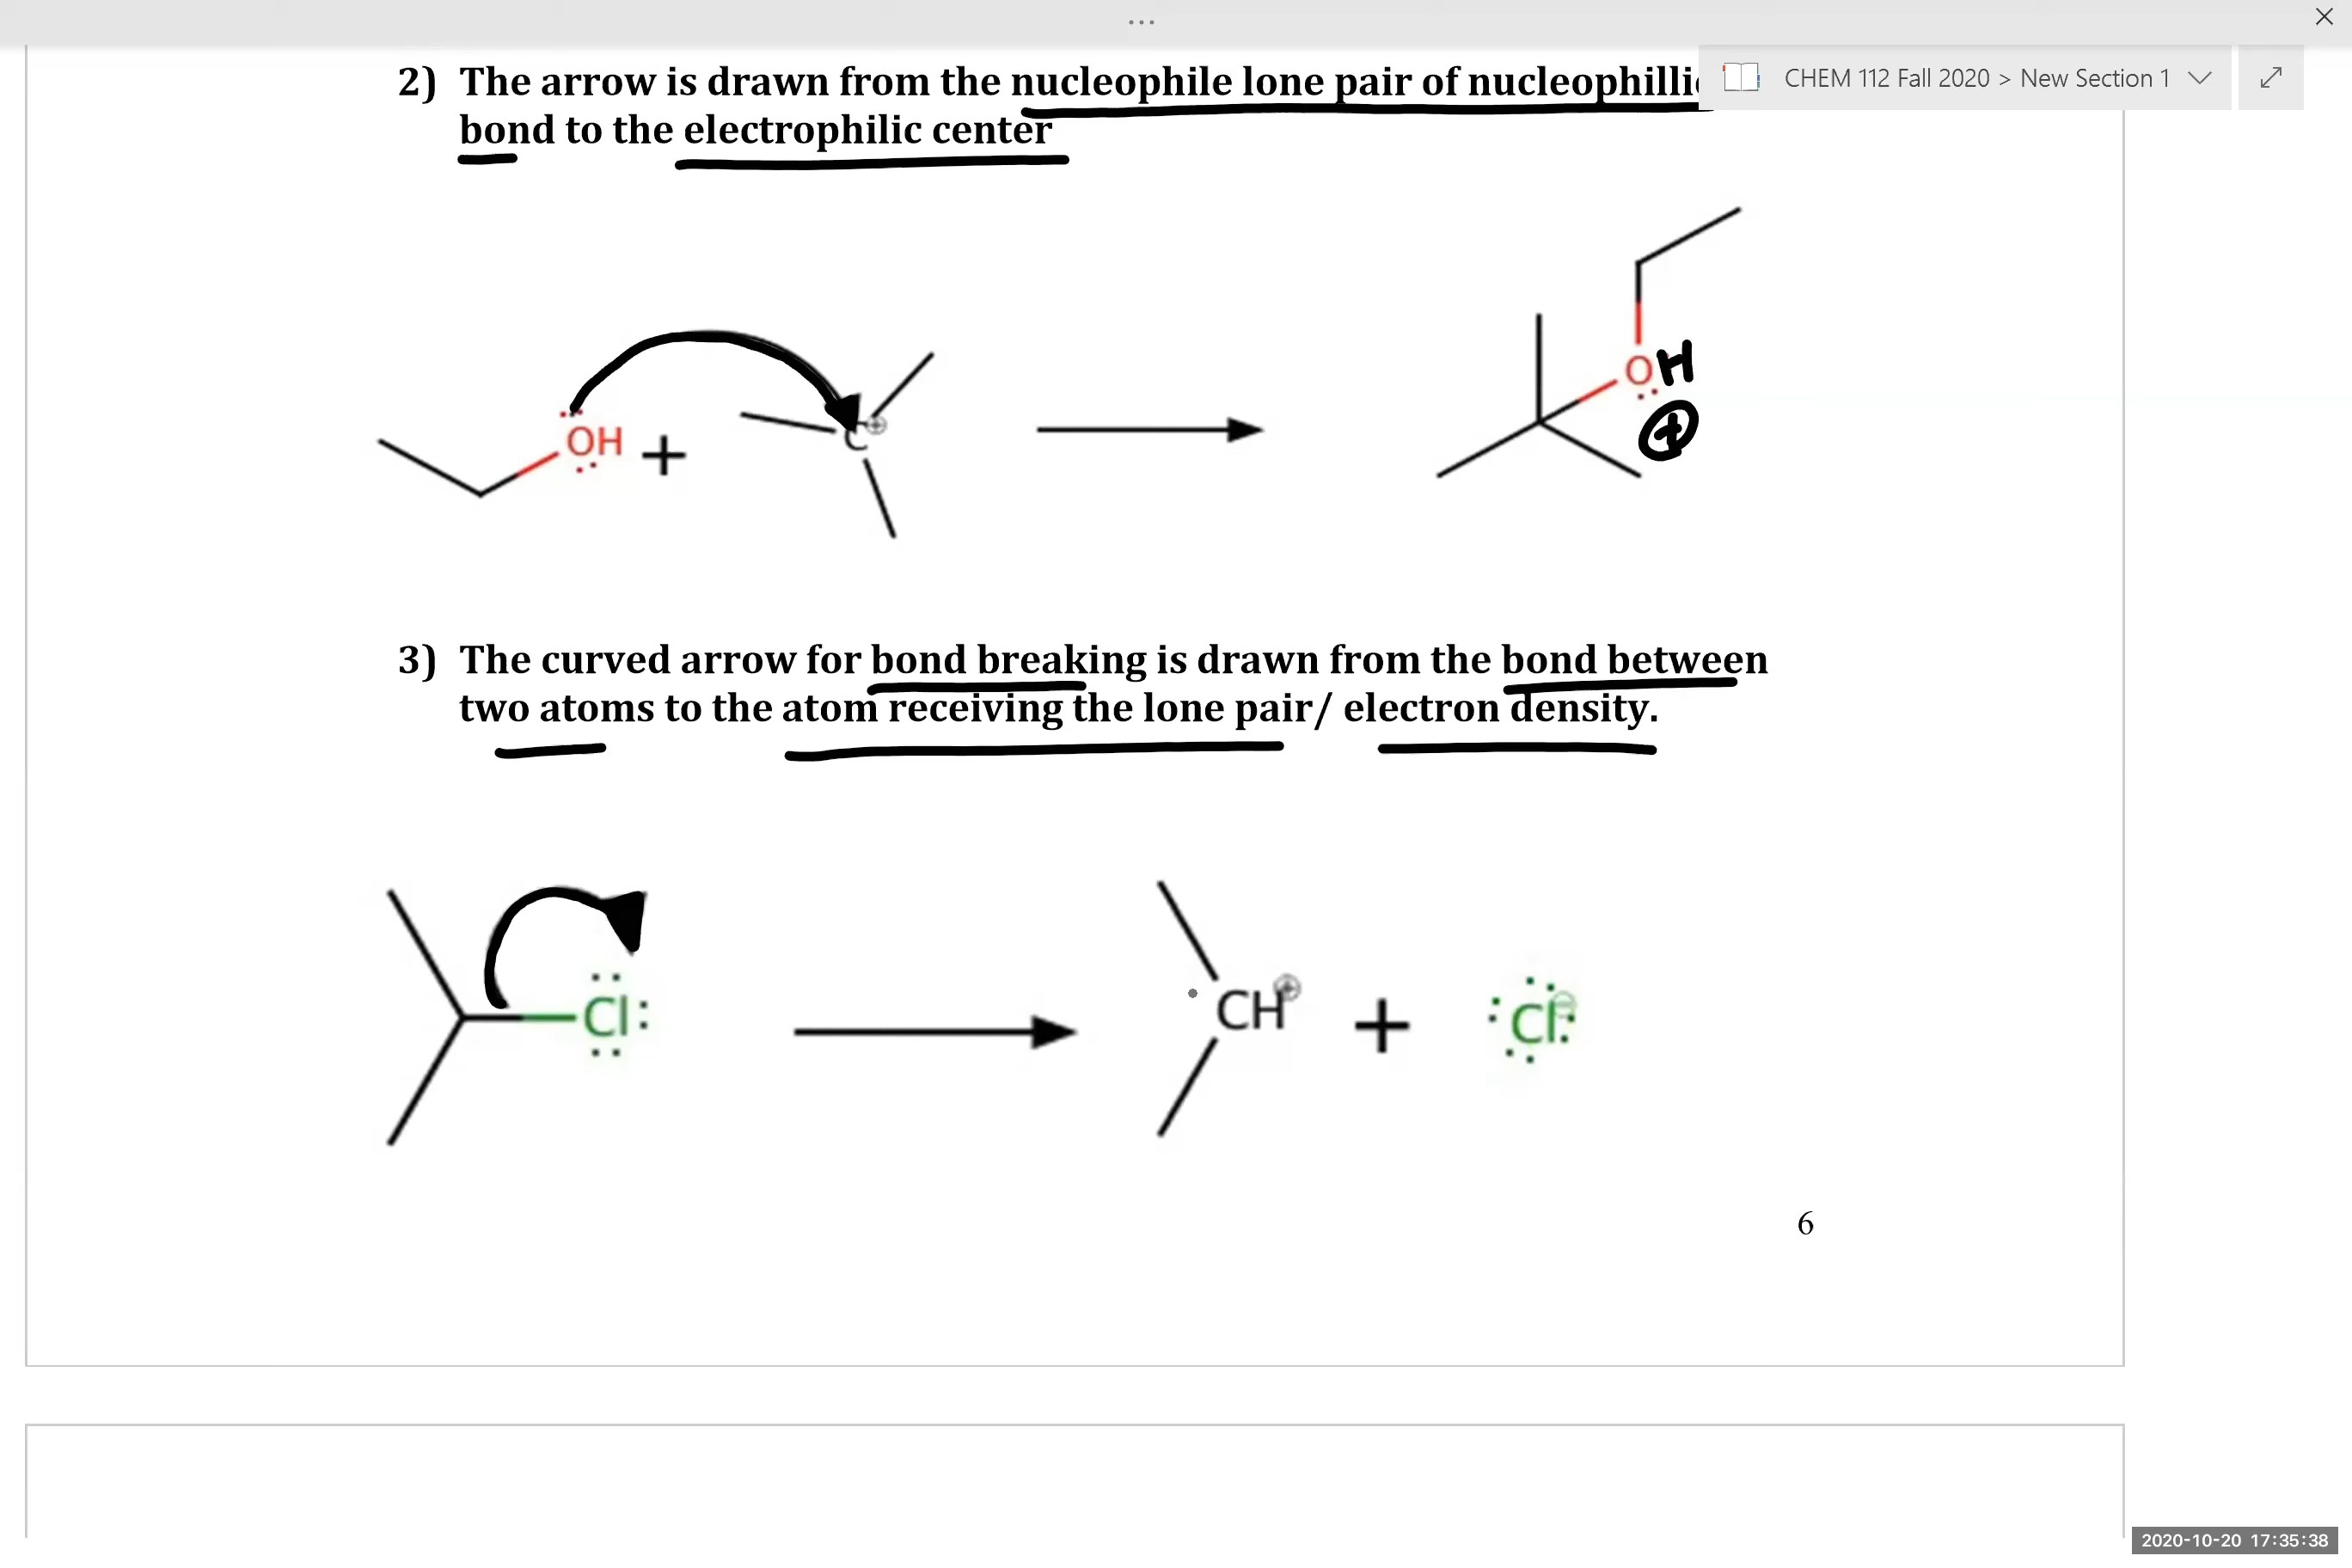 CHEM 112 Fall 2020 > New Section 1
2) The arrow is drawn from the nucleophile lone pair of nucleophilli
bond to the electrophilic center
OH + C ⊕
OH
⊕
3) The curved arrow for bond breaking is drawn from the bond between
two atoms to the atom receiving the lone pair/ electron density.
Cl CH ⊕ + Cl ⊖
6
2020-10-20 17:35:38